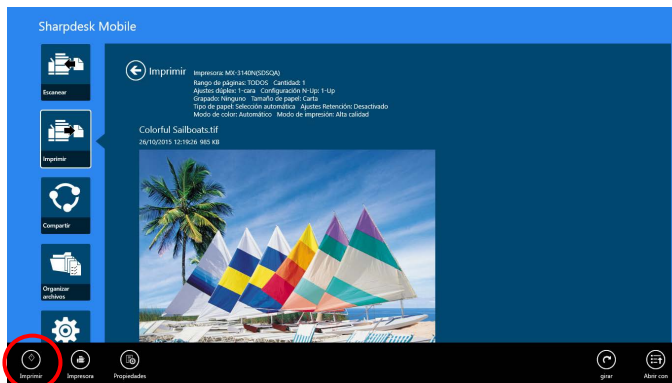 Sharpdesk Mobile
Escanear
Imprimir
Compartir
Organizar
archivos
Imprimir
Impresora: MX-3140N(SDSQA)
Rango de páginas: TODOS Cantidad: 1
Ajustes dúplex: 1-cara Configuración N-Up: 1-Up
Grapado: Ninguno Tamaño de papel: Carta
Tipo de papel: Selección automática Ajustes Retención: Desactivado
Modo de color: Automático Modo de impresión: Alta calidad
Colorful Sailboats.tif
26/10/2015 12:19:26 985 KB
Imprimir
Impresora
Propiedades
girar
Abrir con